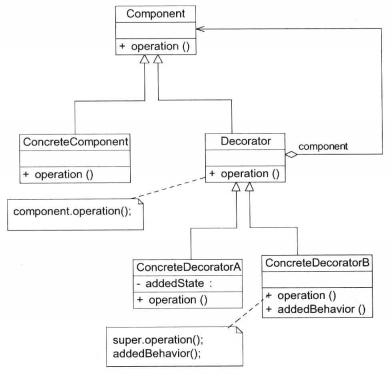 Component
+ operation ()
ConcreteComponent
+ operation ()
Decorator
+ operation ()
component
component.operation();
ConcreteDecoratorA
- addedState :
+ operation ()
ConcreteDecoratorB
+ operation ()
+ addedBehavior ()
super.operation();
addedBehavior();